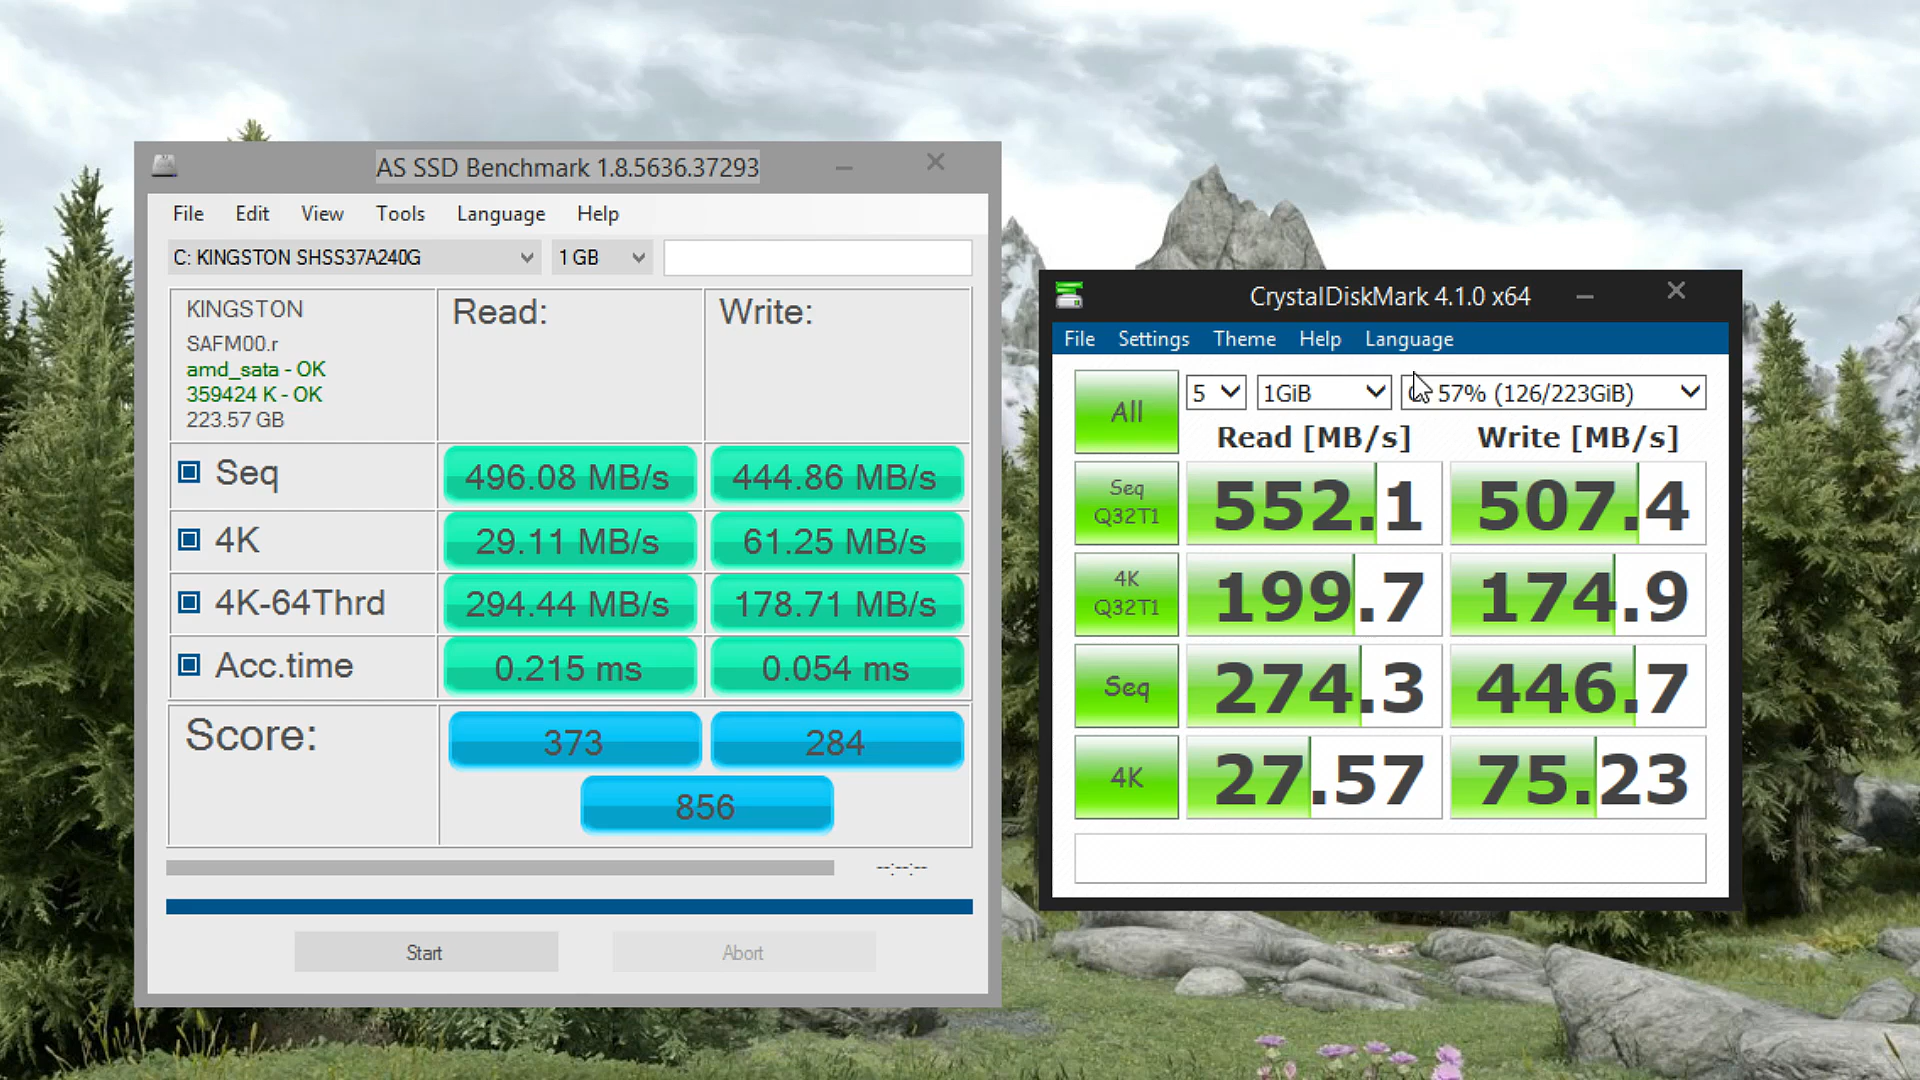 AS SSD Benchmark 1.8.5636.37293
File Edit View Tools Language Help
C: KINGSTON SHSS37A240G 1 GB
KINGSTON
SAFM00.r
amd_sata - OK
359424 K - OK
223.57 GB
Read: Write:
Seq 496.08 MB/s 444.86 MB/s
4K 29.11 MB/s 61.25 MB/s
4K-64Thrd 294.44 MB/s 178.71 MB/s
Acc.time 0.215 ms 0.054 ms
Score: 373 284
856
--:--:--
Start Abort
CrystalDiskMark 4.1.0 x64
File Settings Theme Help Language
All 5 1GiB 57% (126/223GiB)
Read [MB/s] Write [MB/s]
Seq
Q32T1 552.1 507.4
4K
Q32T1 199.7 174.9
Seq 274.3 446.7
4K 27.57 75.23